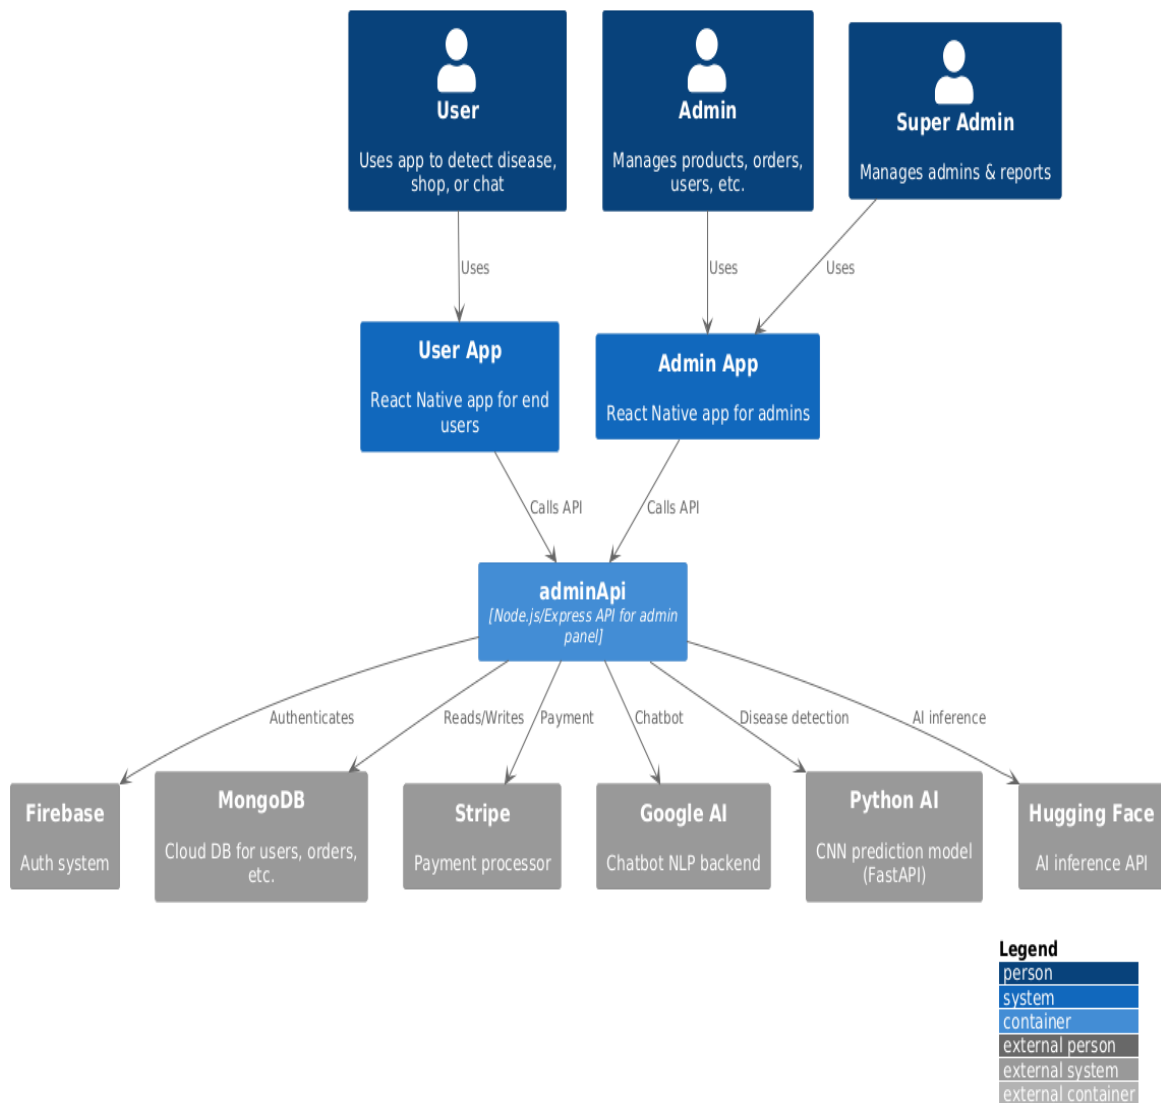 User
Uses app to detect disease,
shop, or chat
Admin
Manages products, orders,
users, etc.
Super Admin
Manages admins & reports
Uses
Uses
Uses
User App
React Native app for end
users
Admin App
React Native app for admins
Calls API
Calls API
adminApi
[Node.js/Express API for admin
panel]
Authenticates
Reads/Writes
Payment
Chatbot
Disease detection
AI inference
Firebase
Auth system
MongoDB
Cloud DB for users, orders,
etc.
Stripe
Payment processor
Google AI
Chatbot NLP backend
Python AI
CNN prediction model
(FastAPI)
Hugging Face
AI inference API
Legend
person
system
container
external person
external system
external container